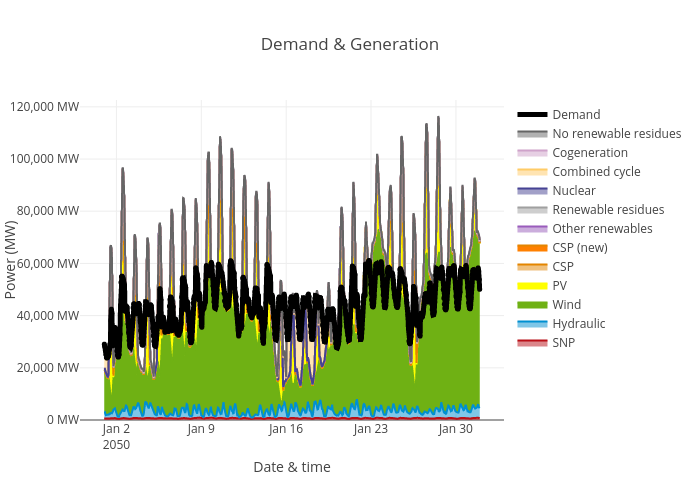 Demand & Generation
120,000 MW
100,000 MW
80,000 MW
60,000 MW
40,000 MW
20,000 MW
0 MW
Power (MW)
Jan 2
2050
Jan 9
Jan 16
Jan 23
Jan 30
Date & time
Demand
No renewable residues
Cogeneration
Combined cycle
Nuclear
Renewable residues
Other renewables
CSP (new)
CSP
PV
Wind
Hydraulic
SNP